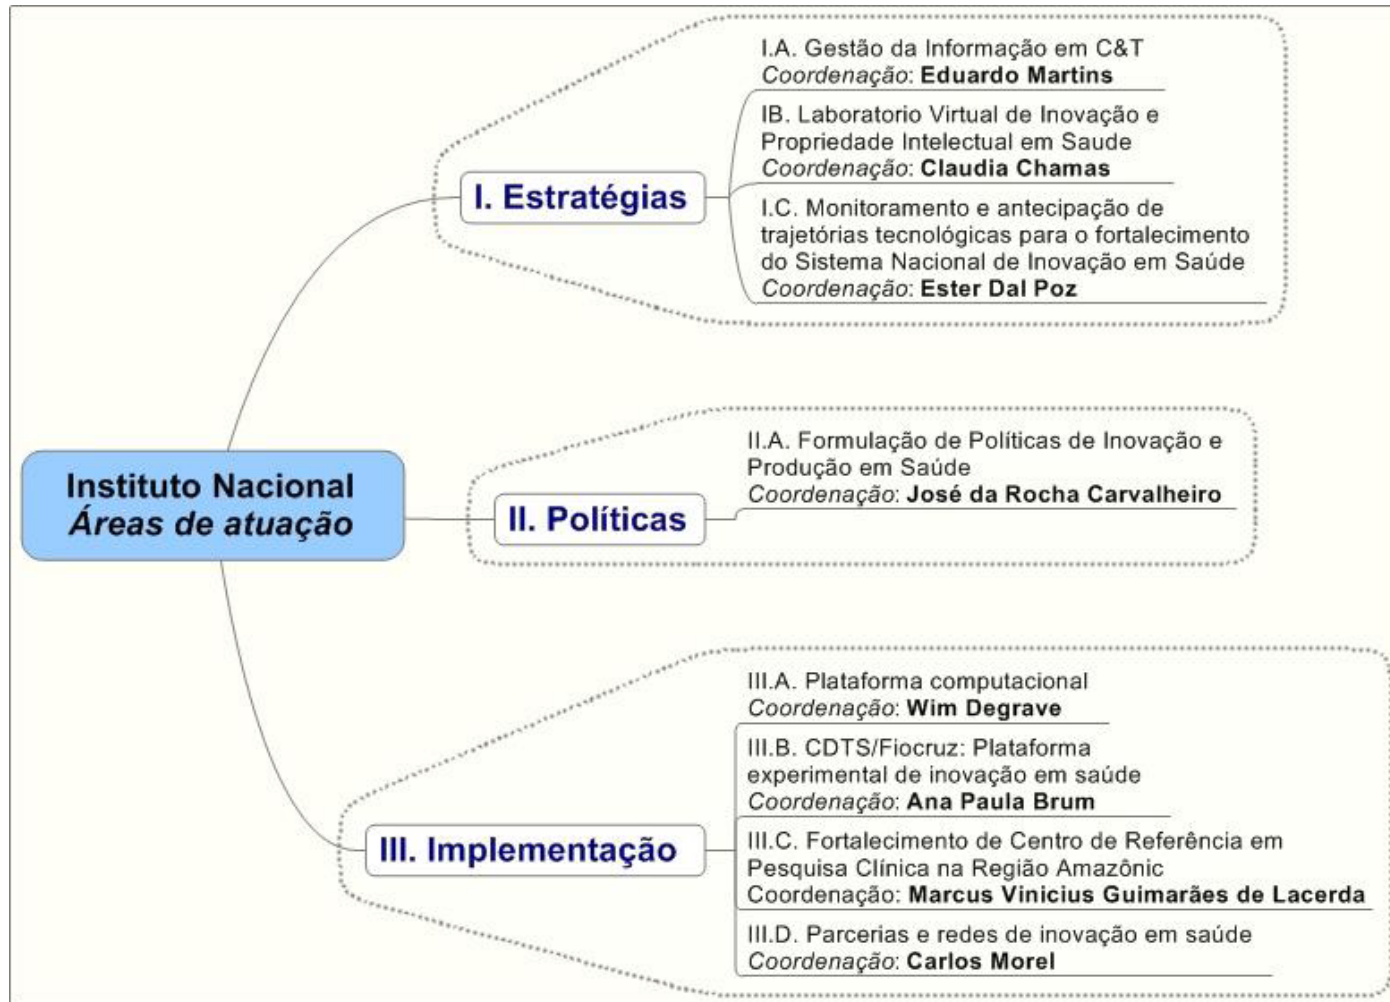 I.A. Gestão da Informação em C&T
Coordenação: Eduardo Martins
IB. Laboratorio Virtual de Inovação e
Propriedade Intelectual em Saude
Coordenação: Claudia Chamas
I. Estratégias
I.C. Monitoramento e antecipação de
trajetórias tecnológicas para o fortalecimento
do Sistema Nacional de Inovação em Saúde
Coordenação: Ester Dal Poz
Instituto Nacional
Áreas de atuação
II. Políticas
II.A. Formulação de Políticas de Inovação e
Produção em Saúde
Coordenação: José da Rocha Carvalheiro
III. Implementação
III.A. Plataforma computacional
Coordenação: Wim Degrave
III.B. CDTS/Fiocruz: Plataforma
experimental de inovação em saúde
Coordenação: Ana Paula Brum
III.C. Fortalecimento de Centro de Referência em
Pesquisa Clínica na Região Amazônic
Coordenação: Marcus Vinicius Guimarães de Lacerda
III.D. Parcerias e redes de inovação em saúde
Coordenação: Carlos Morel